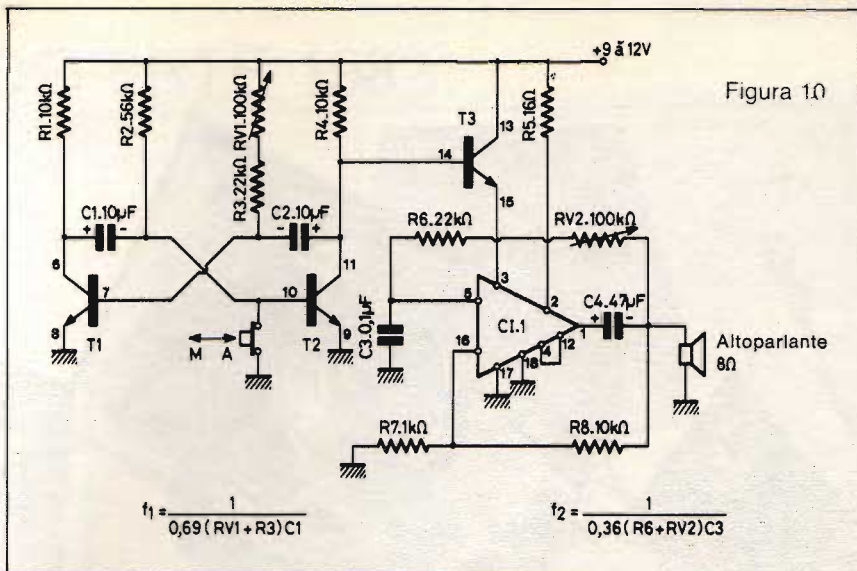 +9 ã 12V
Figura 10
R1.10kΩ
R2.56kΩ
RV1.100kΩ
R3.22kΩ
R4.10kΩ
T3
13
14
15
R5.16Ω
C1.10µF
+ -
C2.10µF
- +
R6.22kΩ
RV2.100kΩ
6
7
8
T1
10
11
9
T2
M A
C3.0,1µF
5
3
2
16
CI.1
1
4
12
18
17
C4.47µF
+ -
Altoparlante
8Ω
R7.1kΩ
R8.10kΩ
f1 = 1 / 0,69 (RV1 + R3) C1
f2 = 1 / 0,36 (R6 + RV2) C3